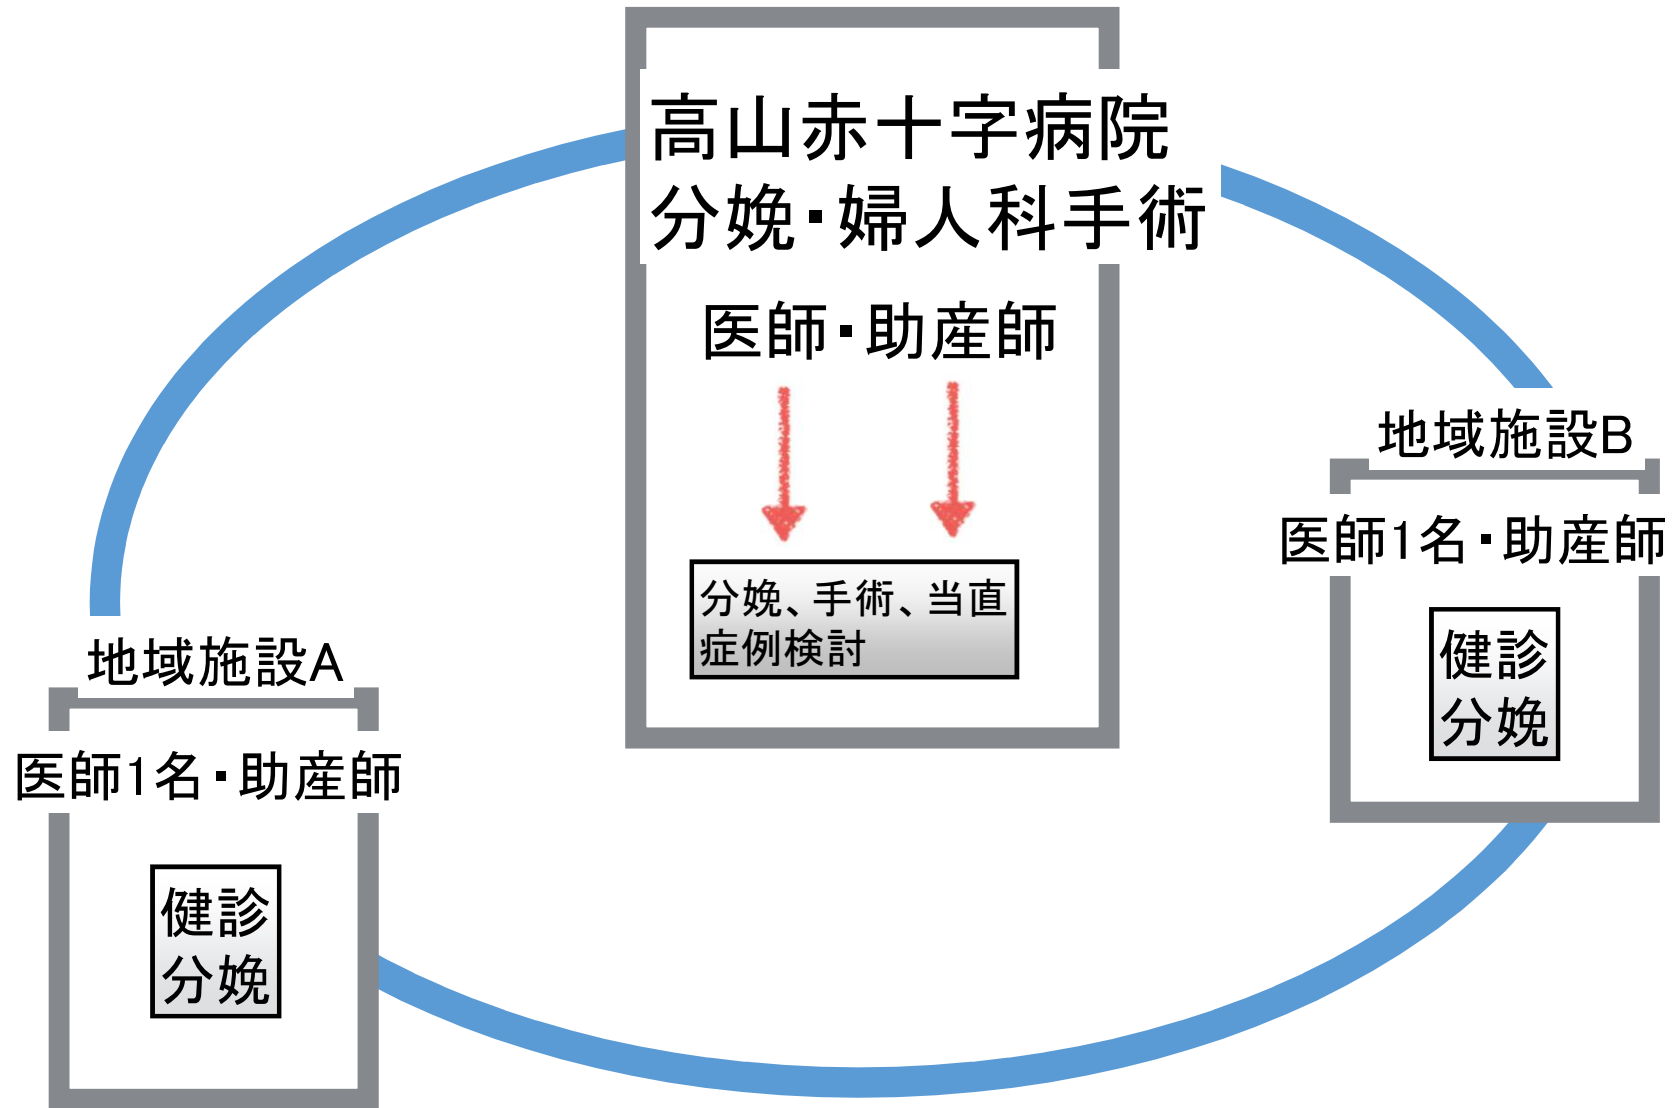 高山赤十字病院
分娩・婦人科手術
医師・助産師
分娩、手術、当直
症例検討
地域施設B
医師1名・助産師
健診
分娩
地域施設A
医師1名・助産師
健診
分娩